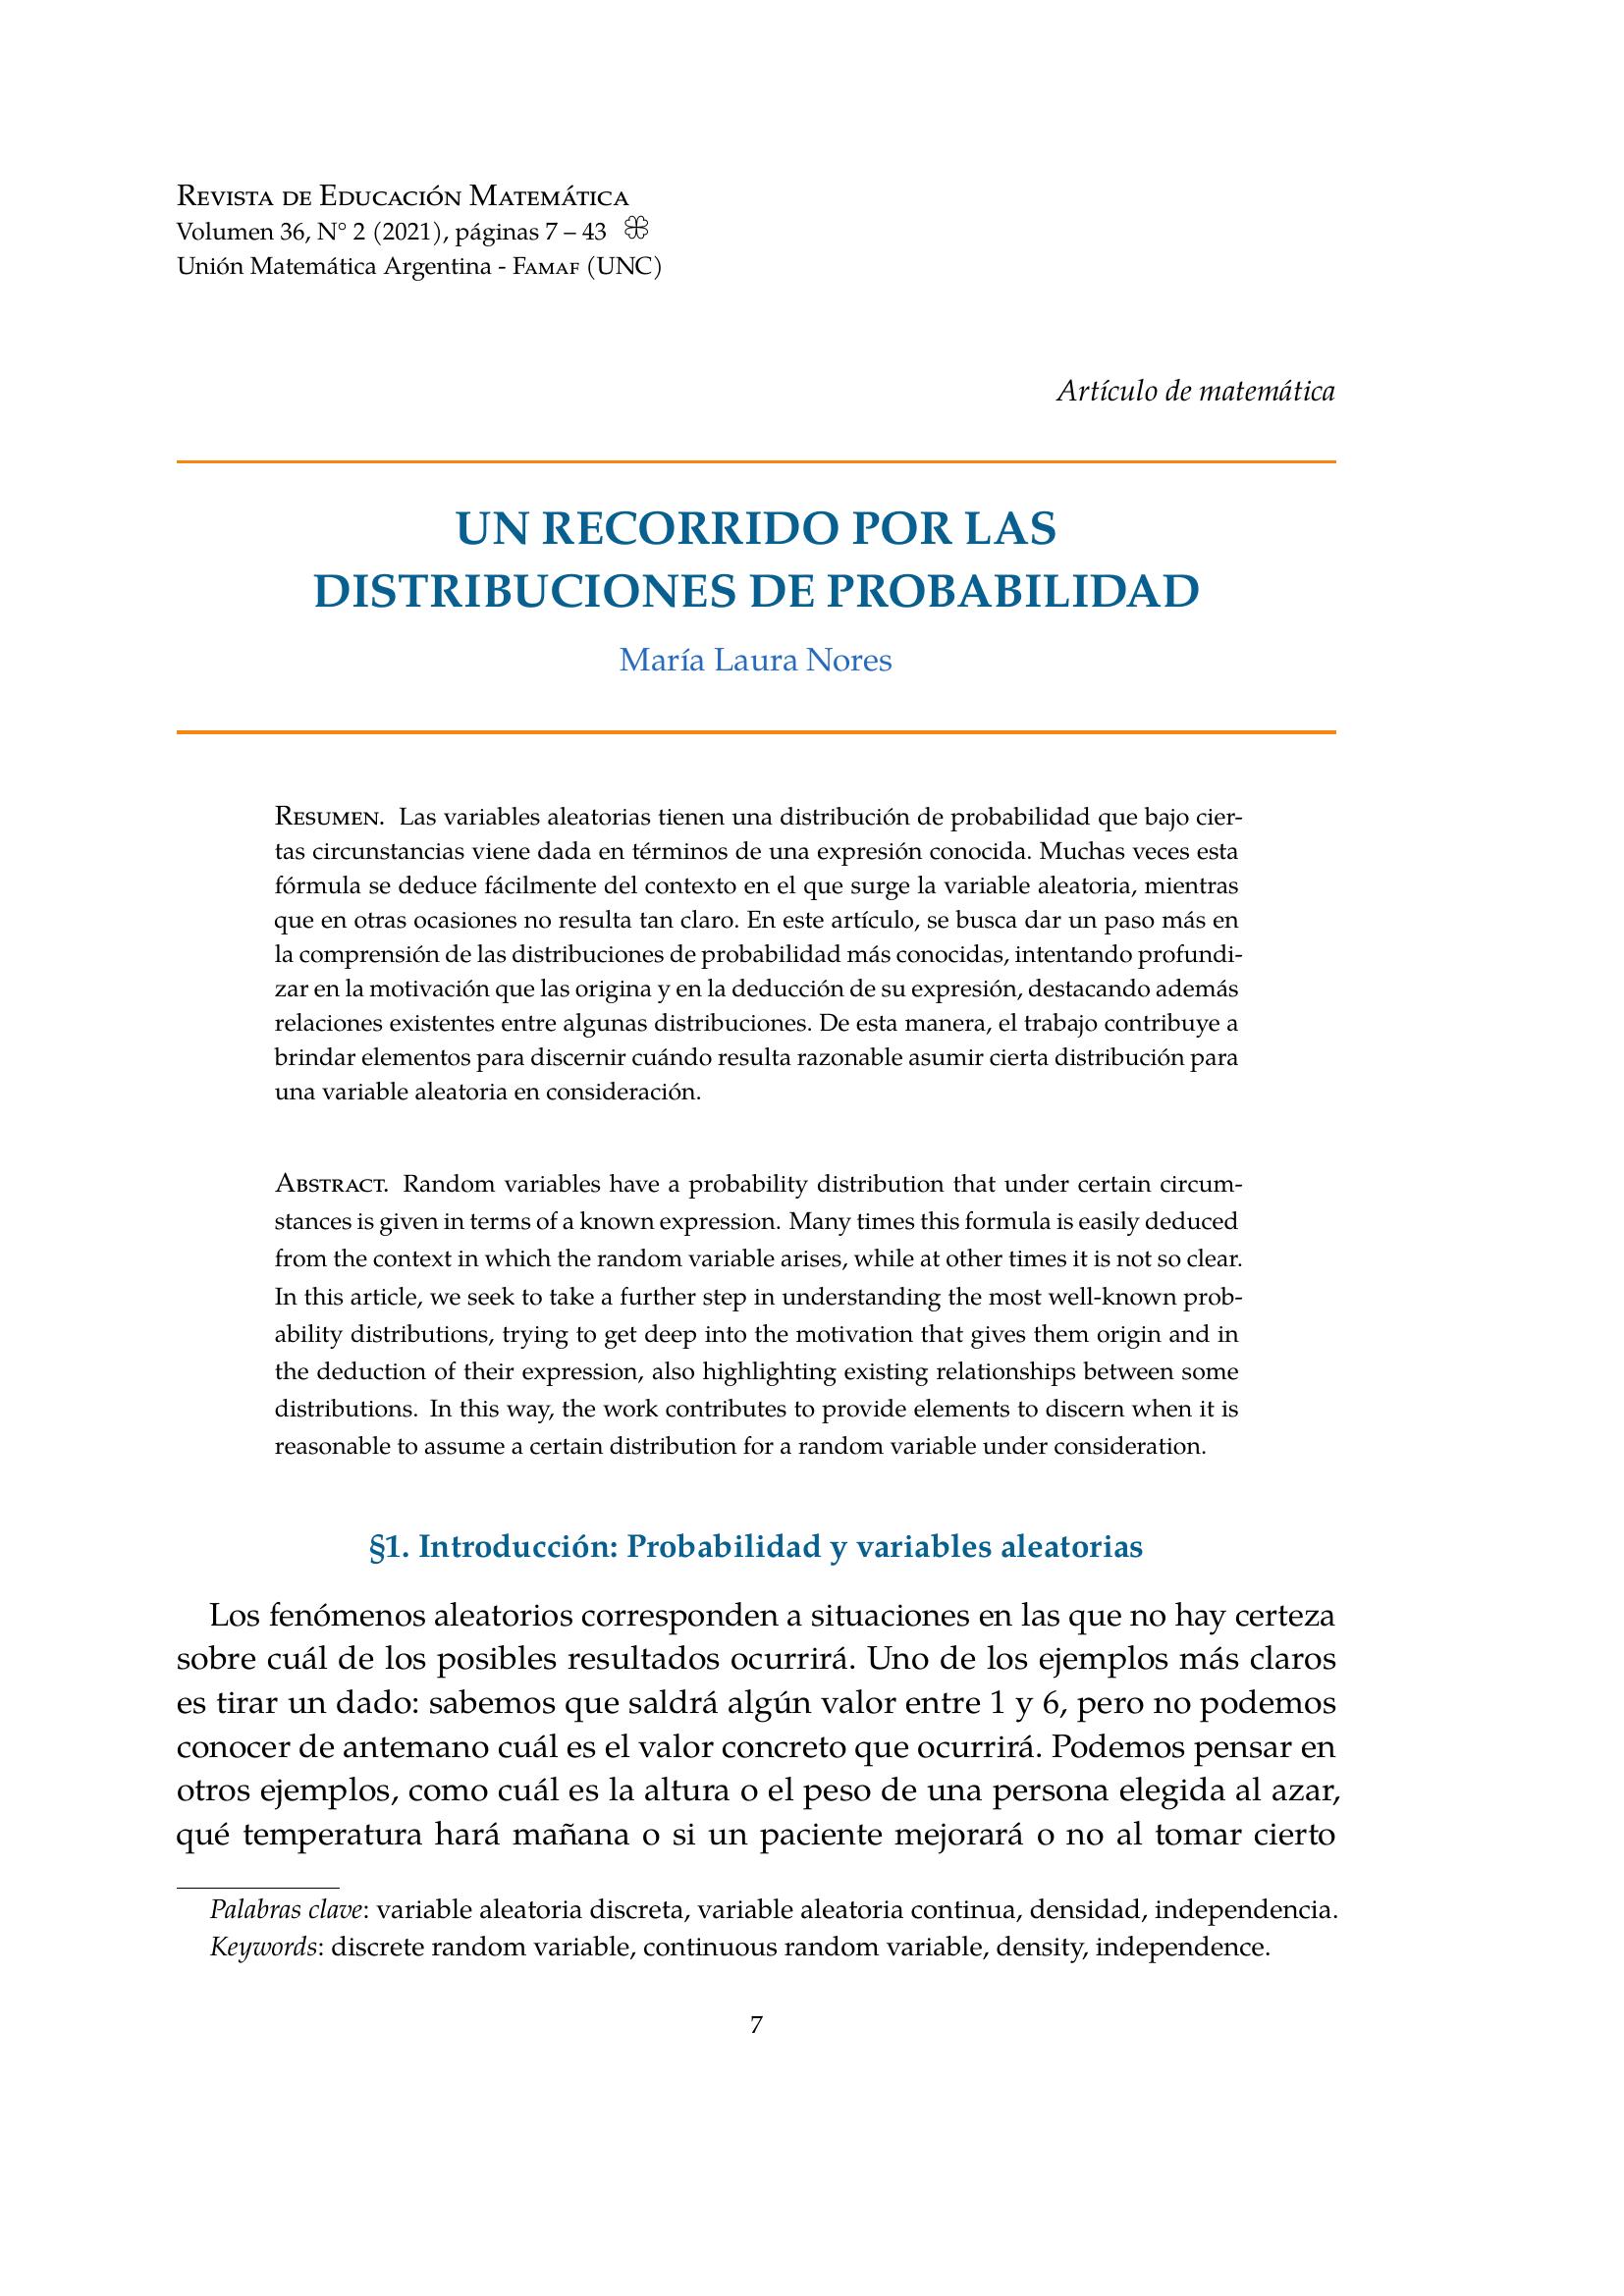 Revista de Educación Matemática
Volumen 36, N° 2 (2021), páginas 7 – 43
Unión Matemática Argentina - Famaf (UNC)
Artículo de matemática
UN RECORRIDO POR LAS
DISTRIBUCIONES DE PROBABILIDAD
María Laura Nores
Resumen. Las variables aleatorias tienen una distribución de probabilidad que bajo cier-
tas circunstancias viene dada en términos de una expresión conocida. Muchas veces esta
fórmula se deduce fácilmente del contexto en el que surge la variable aleatoria, mientras
que en otras ocasiones no resulta tan claro. En este artículo, se busca dar un paso más en
la comprensión de las distribuciones de probabilidad más conocidas, intentando profundi-
zar en la motivación que las origina y en la deducción de su expresión, destacando además
relaciones existentes entre algunas distribuciones. De esta manera, el trabajo contribuye a
brindar elementos para discernir cuándo resulta razonable asumir cierta distribución para
una variable aleatoria en consideración.
Abstract. Random variables have a probability distribution that under certain circum-
stances is given in terms of a known expression. Many times this formula is easily deduced
from the context in which the random variable arises, while at other times it is not so clear.
In this article, we seek to take a further step in understanding the most well-known prob-
ability distributions, trying to get deep into the motivation that gives them origin and in
the deduction of their expression, also highlighting existing relationships between some
distributions. In this way, the work contributes to provide elements to discern when it is
reasonable to assume a certain distribution for a random variable under consideration.
§1. Introducción: Probabilidad y variables aleatorias
Los fenómenos aleatorios corresponden a situaciones en las que no hay certeza
sobre cuál de los posibles resultados ocurrirá. Uno de los ejemplos más claros
es tirar un dado: sabemos que saldrá algún valor entre 1 y 6, pero no podemos
conocer de antemano cuál es el valor concreto que ocurrirá. Podemos pensar en
otros ejemplos, como cuál es la altura o el peso de una persona elegida al azar,
qué temperatura hará mañana o si un paciente mejorará o no al tomar cierto
Palabras clave: variable aleatoria discreta, variable aleatoria continua, densidad, independencia.
Keywords: discrete random variable, continuous random variable, density, independence.
7